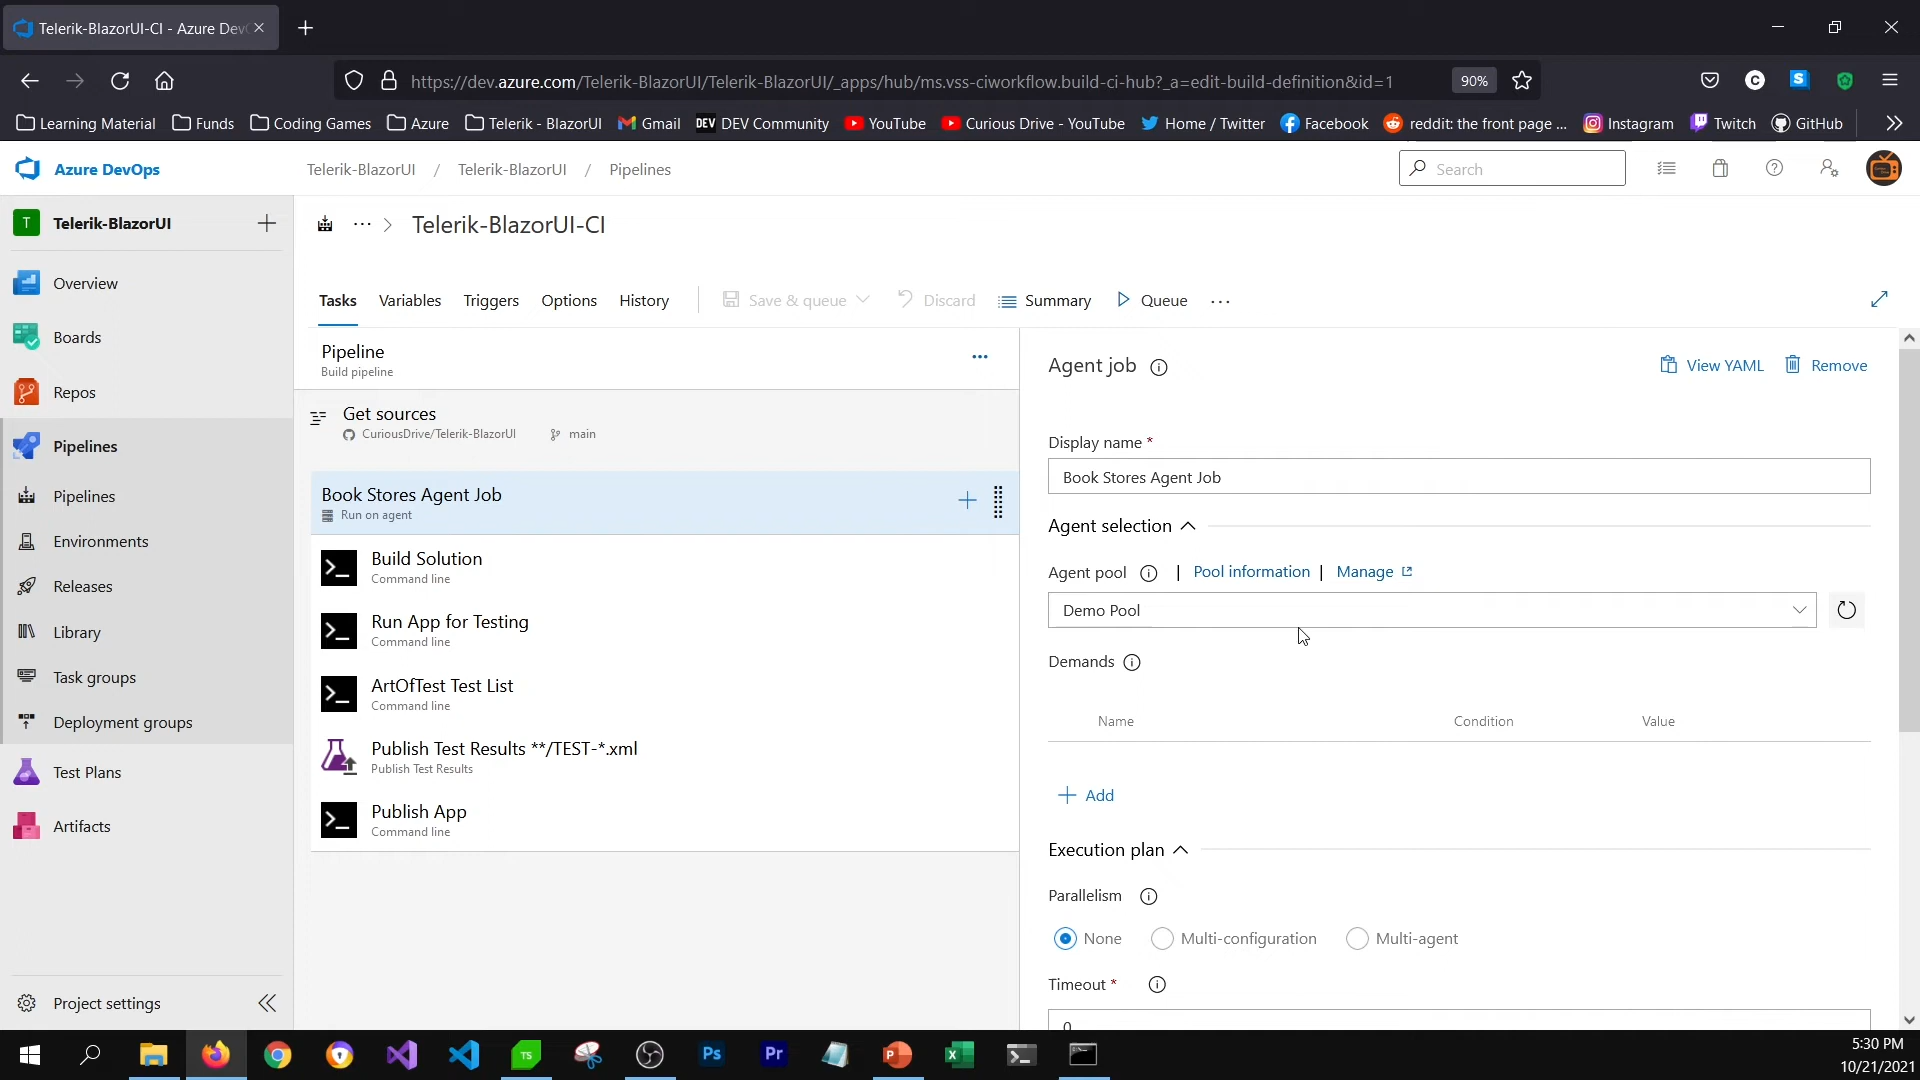 Telerik-BlazorUI-CI - Azure Dev
https://dev.azure.com/Telerik-BlazorUI/Telerik-BlazorUI/_apps/hub/ms.vss-ciworkflow.build-ci-hub?_a=edit-build-definition&id=1
90%
C
S
Learning Material
Funds
Coding Games
Azure
Telerik - BlazorUI
Gmail
DEV
DEV Community
YouTube
Curious Drive - YouTube
Home / Twitter
Facebook
reddit: the front page ...
Instagram
Twitch
GitHub
Azure DevOps
Telerik-BlazorUI / Telerik-BlazorUI / Pipelines
Search
T
Telerik-BlazorUI
Overview
Boards
Repos
Pipelines
Pipelines
Environments
Releases
Library
Task groups
Deployment groups
Test Plans
Artifacts
Project settings
··· > Telerik-BlazorUI-CI
Tasks
Variables
Triggers
Options
History
Save & queue
Discard
Summary
Queue
···
Pipeline
Build pipeline
···
Get sources
CuriousDrive/Telerik-BlazorUI
main
Book Stores Agent Job
Run on agent
Build Solution
Command line
Run App for Testing
Command line
ArtOfTest Test List
Command line
Publish Test Results **/TEST-*.xml
Publish Test Results
Publish App
Command line
Agent job
View YAML
Remove
Display name *
Book Stores Agent Job
Agent selection
Agent pool
| Pool information | Manage
Demo Pool
Demands
Name
Condition
Value
Add
Execution plan
Parallelism
None
Multi-configuration
Multi-agent
Timeout *
0
TS
Ps
Pr
P
X
5:30 PM
10/21/2021